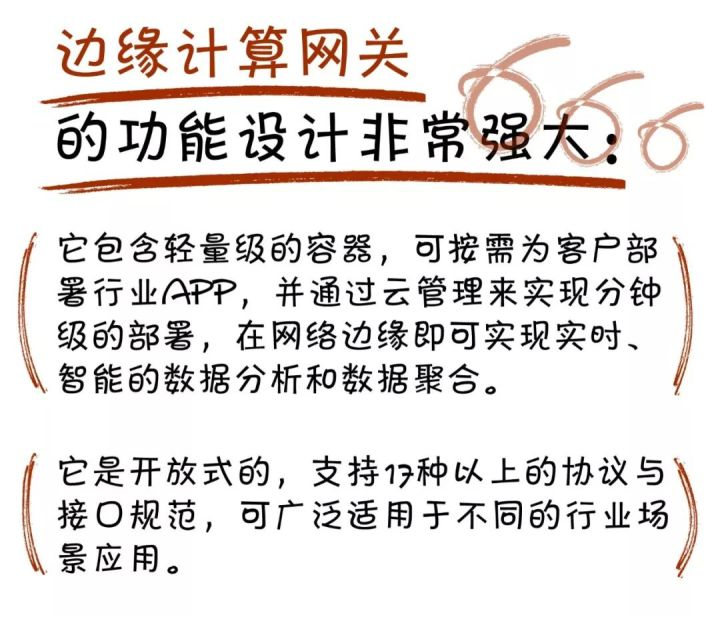 边缘计算网关
的功能设计非常强大：
666
它包含轻量级的容器，可按需为客户部
署行业APP，并通过云管理来实现分钟
级的部署，在网络边缘即可实现实时、
智能的数据分析和数据聚合。
它是开放式的，支持17种以上的协议与
接口规范，可广泛适用于不同的行业场
景应用。